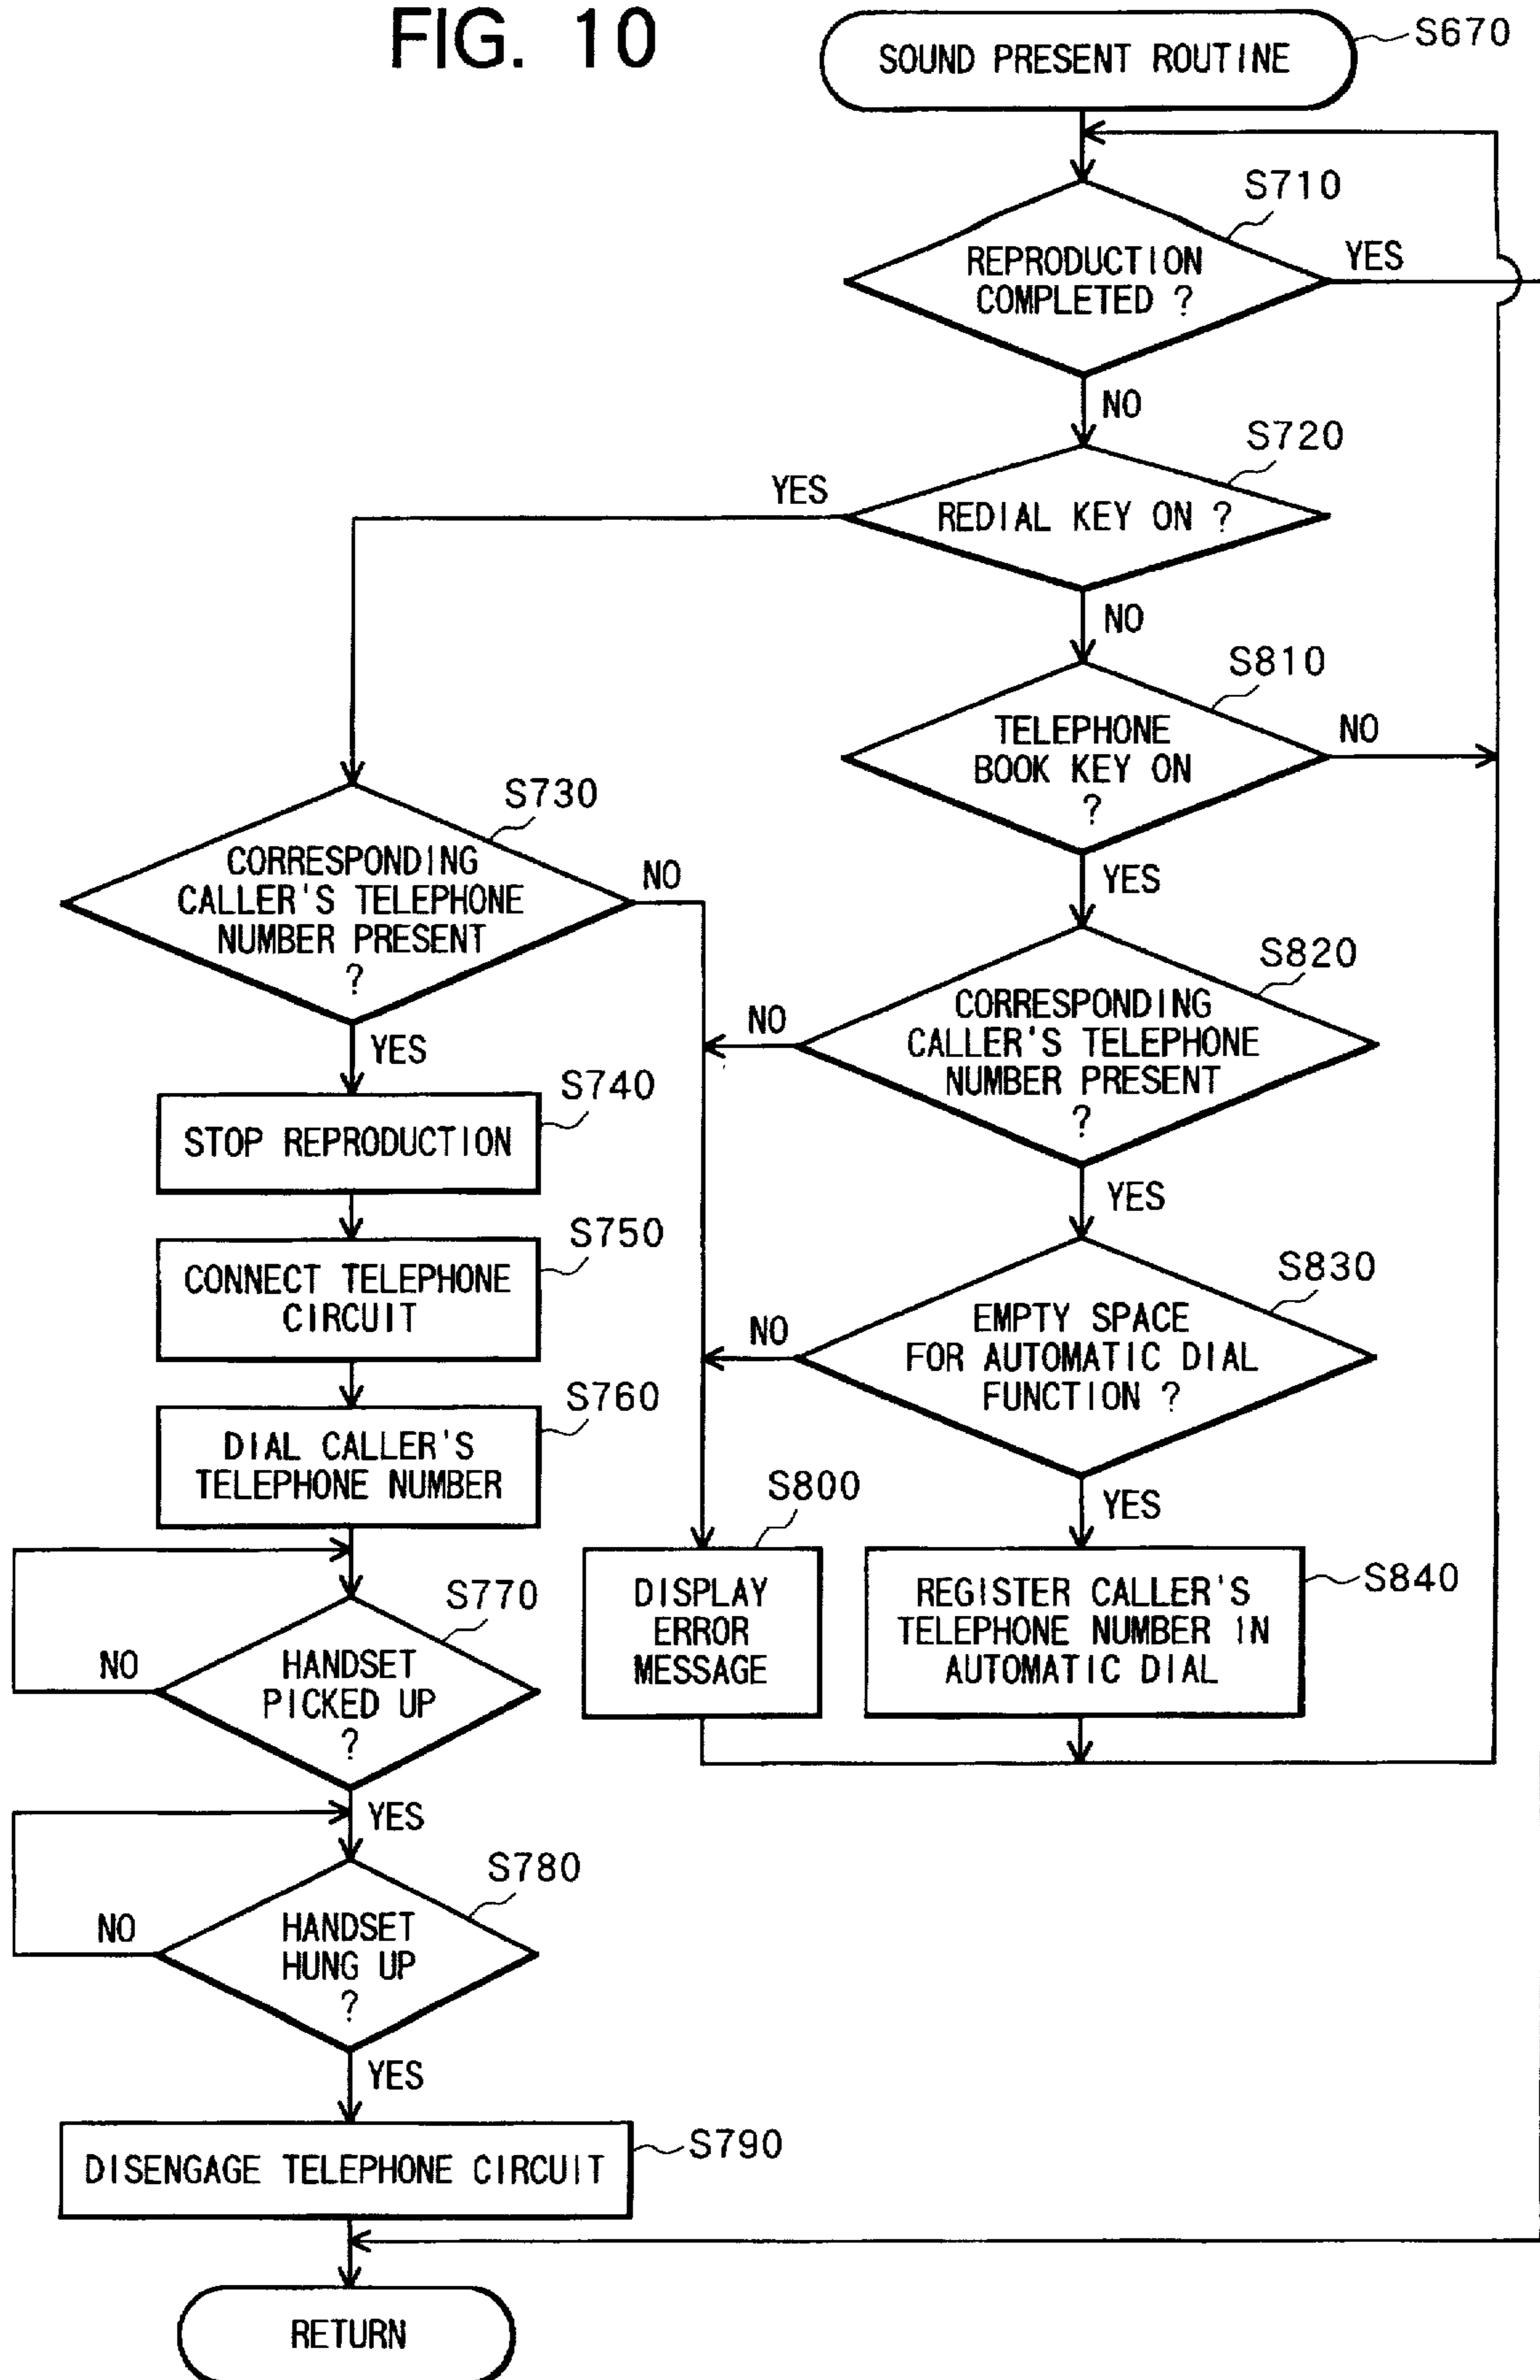 FIG. 10
SOUND PRESENT ROUTINE
S670
S710
REPRODUCTION
COMPLETED ?
YES
NO
S720
REDIAL KEY ON ?
YES
NO
S810
TELEPHONE
BOOK KEY ON
?
NO
YES
S730
CORRESPONDING
CALLER'S TELEPHONE
NUMBER PRESENT
?
NO
YES
S820
CORRESPONDING
CALLER'S TELEPHONE
NUMBER PRESENT
?
NO
YES
S740
STOP REPRODUCTION
S750
CONNECT TELEPHONE
CIRCUIT
S830
EMPTY SPACE
FOR AUTOMATIC DIAL
FUNCTION ?
NO
YES
S760
DIAL CALLER'S
TELEPHONE NUMBER
S800
DISPLAY
ERROR
MESSAGE
S840
REGISTER CALLER'S
TELEPHONE NUMBER IN
AUTOMATIC DIAL
S770
HANDSET
PICKED UP
?
NO
YES
S780
HANDSET
HUNG UP
?
NO
YES
DISENGAGE TELEPHONE CIRCUIT
S790
RETURN